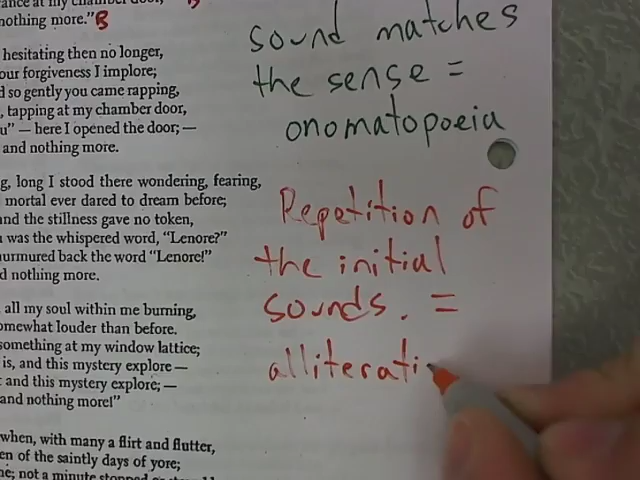 nothing more." B
hesitating then no longer,
our forgiveness I implore;
so gently you came rapping,
tapping at my chamber door,
— here I opened the door; —
and nothing more.
long I stood there wondering, fearing,
mortal ever dared to dream before;
and the stillness gave no token,
was the whispered word, "Lenore?"
murmured back the word "Lenore!"
nothing more.
all my soul within me burning,
somewhat louder than before.
something at my window lattice;
is, and this mystery explore —
and this mystery explore; —
and nothing more!"
when, with many a flirt and flutter,
of the saintly days of yore;
not a minute stopped
sound matches
the sense =
onomatopoeia
Repetition of
the initial
sounds. =
alliterati